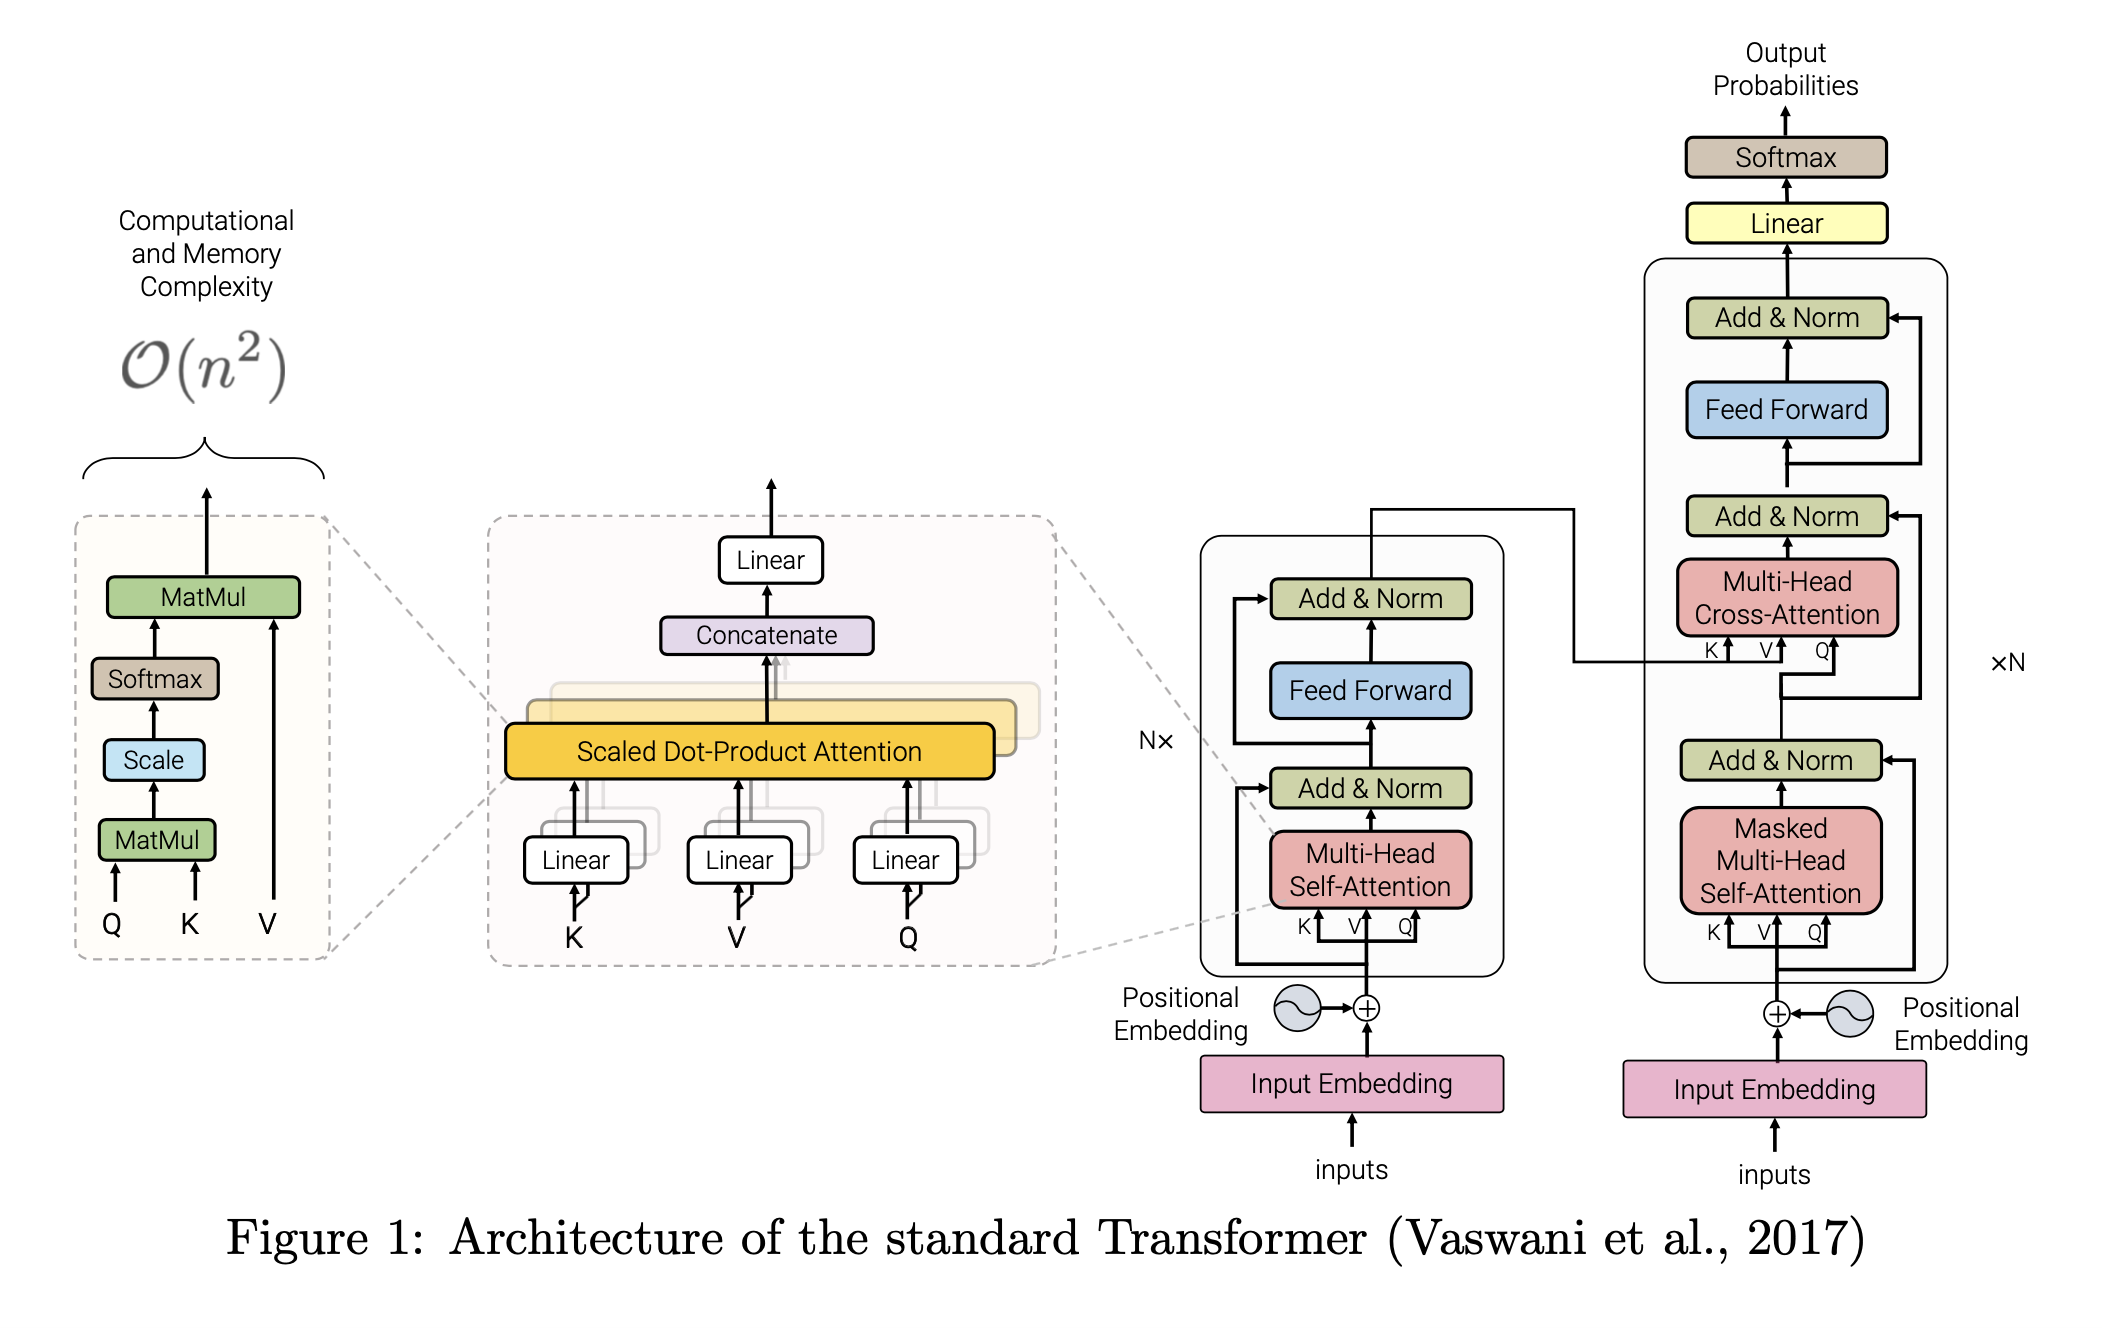 Computational
and Memory
Complexity
𝒪(n²)
MatMul
Softmax
Scale
MatMul
Q
K
V
Linear
Concatenate
Scaled Dot-Product Attention
Linear
Linear
Linear
K
V
Q
N×
Add & Norm
Feed Forward
Add & Norm
Multi-Head
Self-Attention
K
V
Q
Positional
Embedding
Input Embedding
inputs
Output
Probabilities
Softmax
Linear
Add & Norm
Feed Forward
Add & Norm
Multi-Head
Cross-Attention
K
V
Q
×N
Add & Norm
Masked
Multi-Head
Self-Attention
K
V
Q
Positional
Embedding
Input Embedding
inputs
Figure 1: Architecture of the standard Transformer (Vaswani et al., 2017)